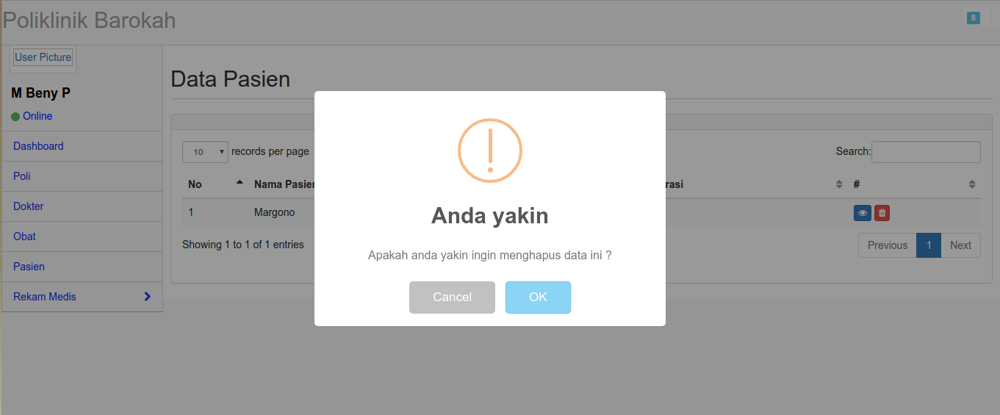 Poliklinik Barokah
8
User Picture
M Beny P
Online
Dashboard
Poli
Dokter
Obat
Pasien
Rekam Medis
Data Pasien
10 records per page
Search:
No Nama Pasien #
1 Margono
Showing 1 to 1 of 1 entries
Previous 1 Next
!
Anda yakin
Apakah anda yakin ingin menghapus data ini ?
Cancel OK